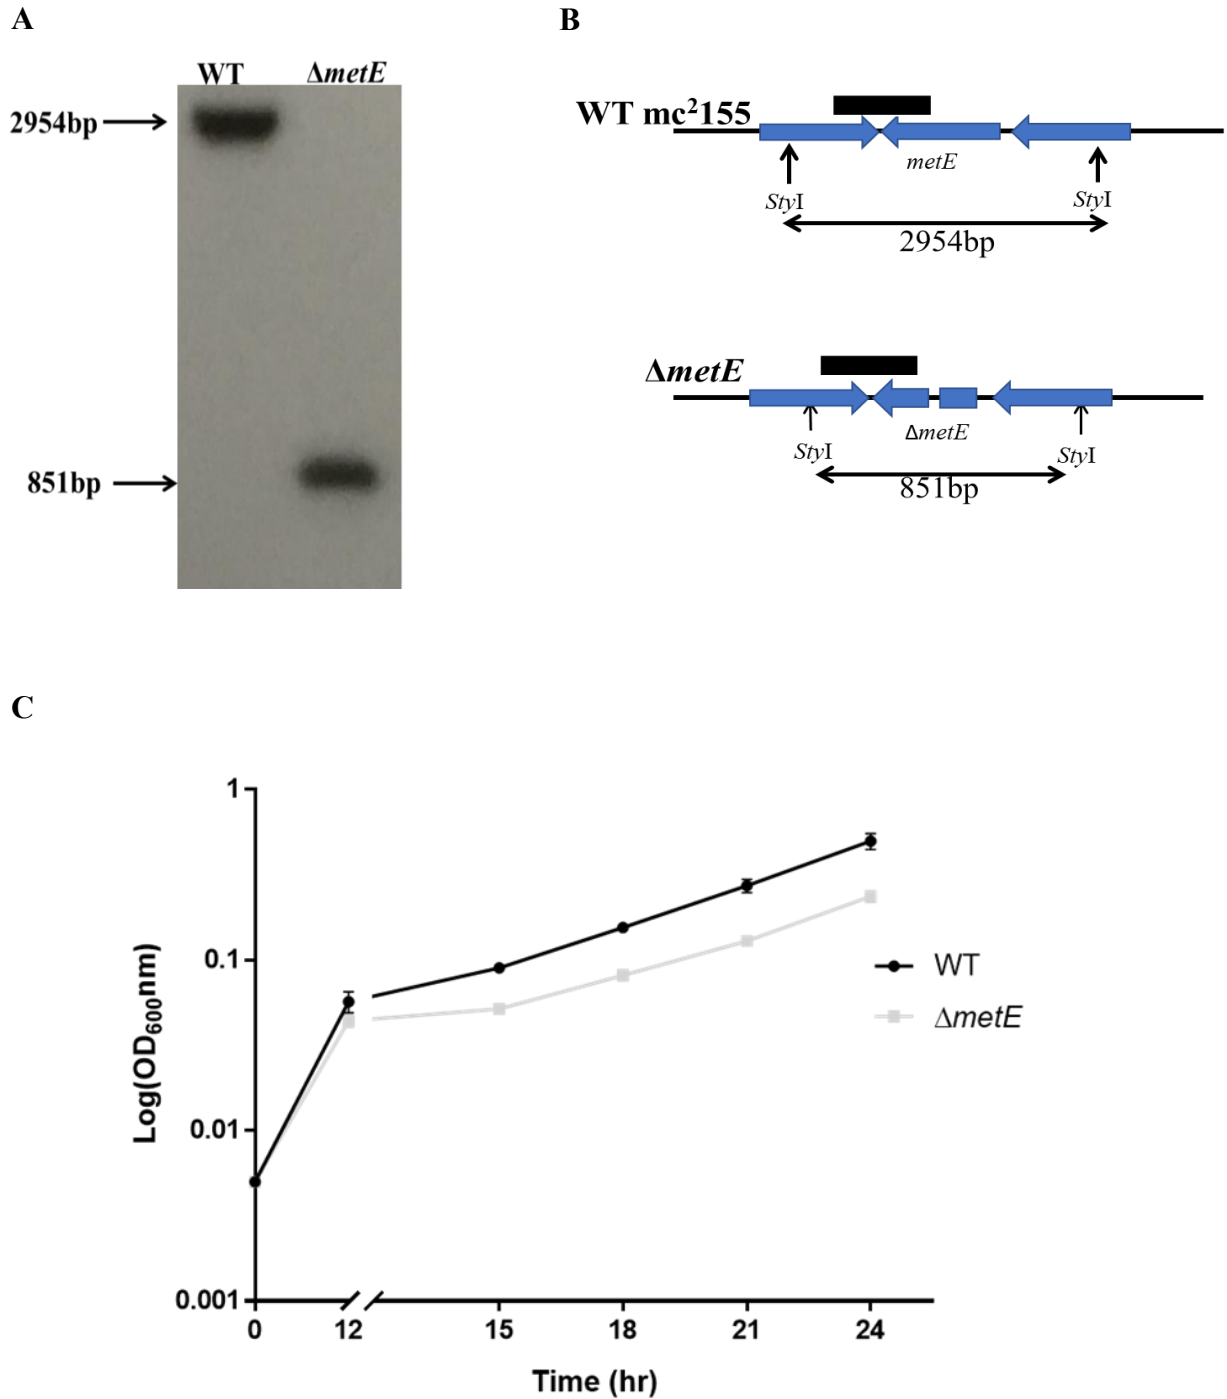 A
WT ΔmetE
2954bp
851bp
B
WT mc²155
metE
StyI StyI
2954bp
ΔmetE
ΔmetE
StyI StyI
851bp
C
1
0.1
0.01
0.001
Log(OD₆₀₀nm)
0 12 15 18 21 24
Time (hr)
WT
ΔmetE